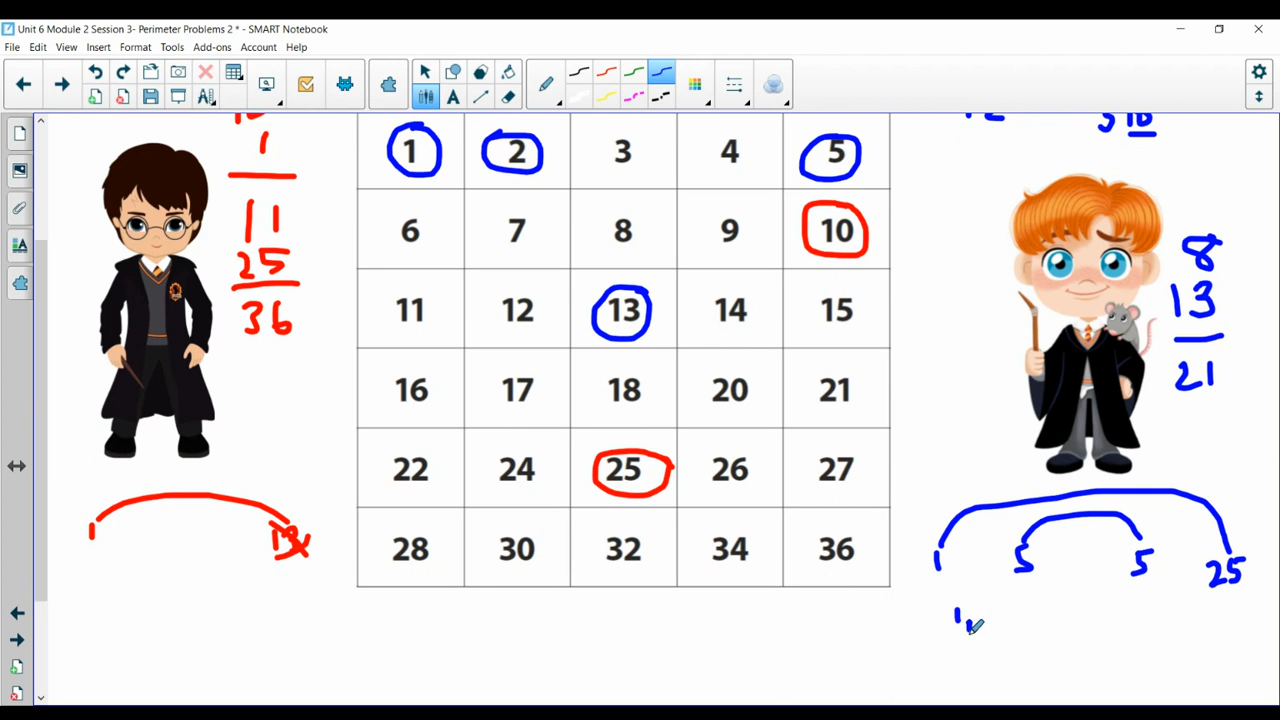 Unit 6 Module 2 Session 3- Perimeter Problems 2 * - SMART Notebook
File Edit View Insert Format Tools Add-ons Account Help
1 2 3 4 5
6 7 8 9 10
11 12 13 14 15
16 17 18 20 21
22 24 25 26 27
28 30 32 34 36
1
11
25
36
1
8
13
21
1 5 5 25